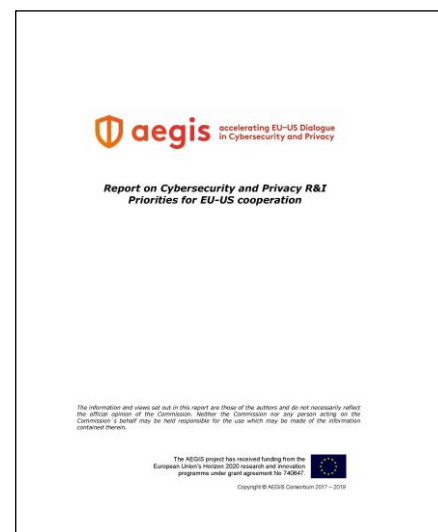 aegis
accelerating EU-US Dialogue
in Cybersecurity and Privacy
Report on Cybersecurity and Privacy R&I
Priorities for EU-US cooperation
The information and views set out in this report are those of the authors and do not necessarily reflect
the official opinion of the Commission. Neither the Commission nor any person acting on the
Commission´s behalf may be held responsible for the use which may be made of the information
contained therein.
The AEGIS project has received funding from the
European Union's Horizon 2020 research and innovation
programme under grant agreement No 740647.
Copyright © AEGIS Consortium 2017 – 2019